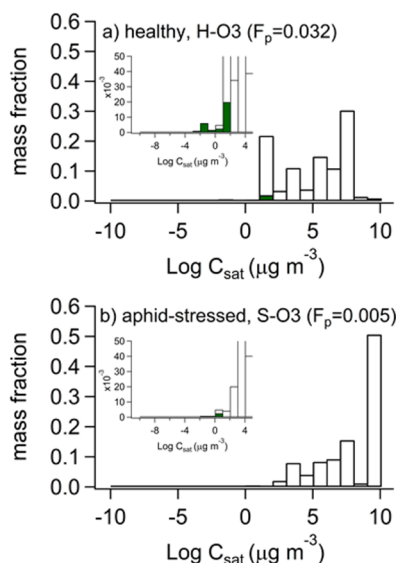 a) healthy, H-O3 (Fp=0.032)
mass fraction
0.6
0.5
0.4
0.3
0.2
0.1
0.0
x10-3
50
40
30
20
10
0
-8 -4 0 4
Log Csat (μg m-3)
-10 -5 0 5 10
Log Csat (μg m-3)
b) aphid-stressed, S-O3 (Fp=0.005)
mass fraction
0.6
0.5
0.4
0.3
0.2
0.1
0.0
x10-3
50
40
30
20
10
0
-8 -4 0 4
Log Csat (μg m-3)
-10 -5 0 5 10
Log Csat (μg m-3)